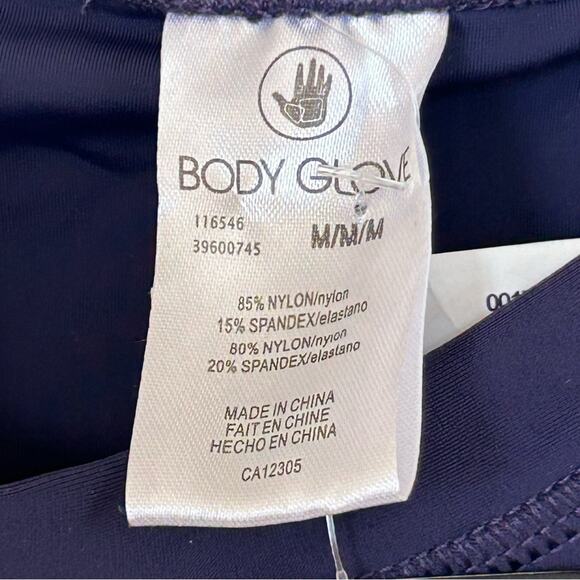 BODY GLOVE
116546
39600745
M/M/M
85% NYLON/nylon
15% SPANDEX/elastano
80% NYLON/nylon
20% SPANDEX/elastano
MADE IN CHINA
FAIT EN CHINE
HECHO EN CHINA
CA12305